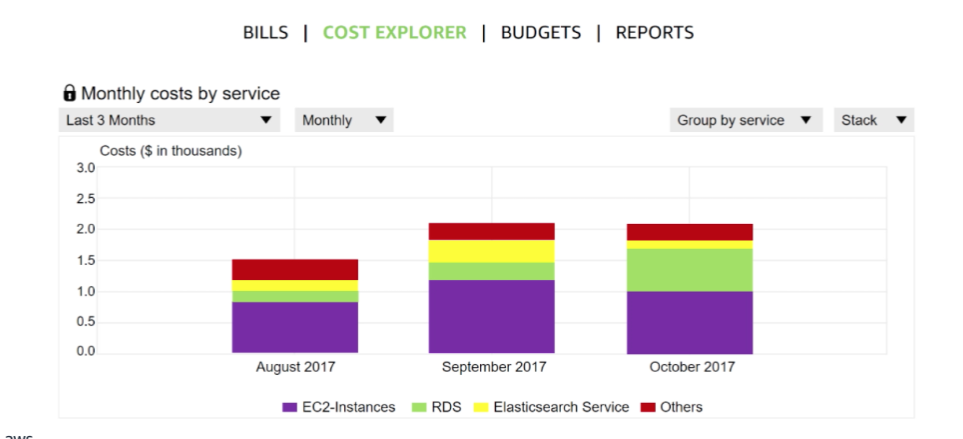 BILLS | COST EXPLORER | BUDGETS | REPORTS
Monthly costs by service
Last 3 Months ▼ Monthly ▼ Group by service ▼ Stack ▼
Costs ($ in thousands)
3.0
2.5
2.0
1.5
1.0
0.5
0.0
August 2017 September 2017 October 2017
EC2-Instances RDS Elasticsearch Service Others
aws